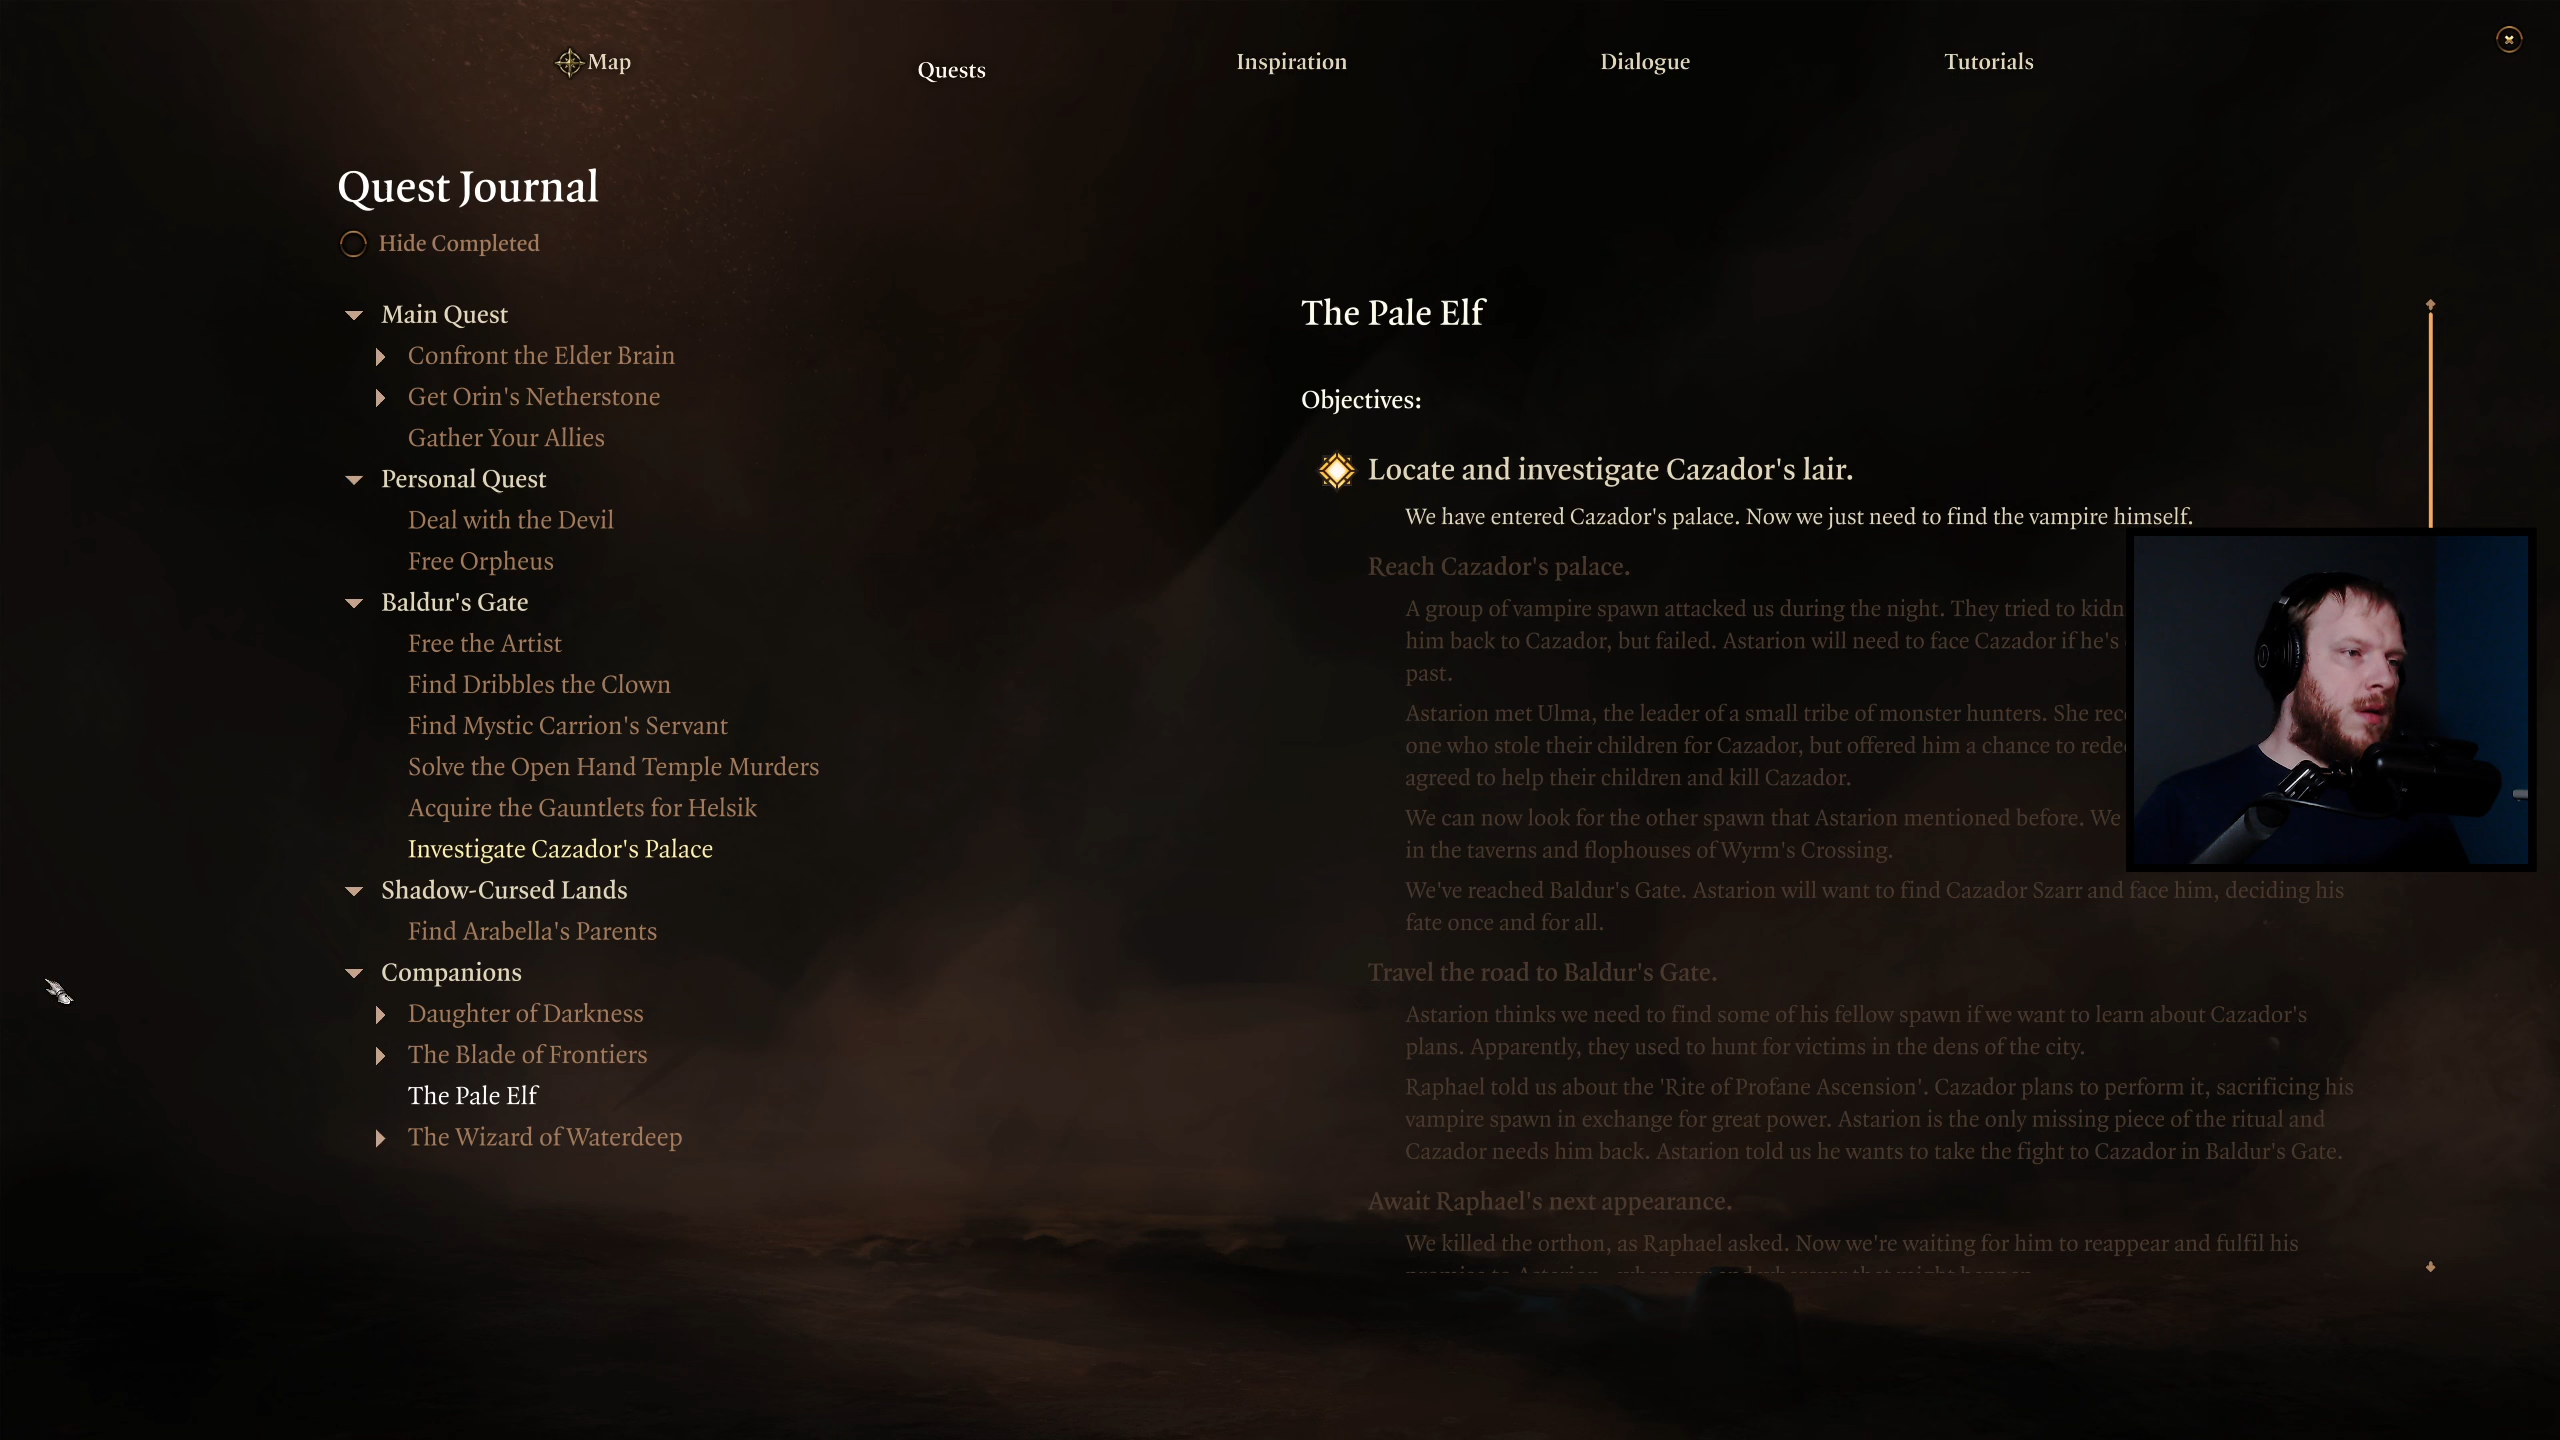 Map
Quests
Inspiration
Dialogue
Tutorials
Quest Journal
Hide Completed
Main Quest
Confront the Elder Brain
Get Orin's Netherstone
Gather Your Allies
Personal Quest
Deal with the Devil
Free Orpheus
Baldur's Gate
Free the Artist
Find Dribbles the Clown
Find Mystic Carrion's Servant
Solve the Open Hand Temple Murders
Acquire the Gauntlets for Helsik
Investigate Cazador's Palace
Shadow-Cursed Lands
Find Arabella's Parents
Companions
Daughter of Darkness
The Blade of Frontiers
The Pale Elf
The Wizard of Waterdeep
The Pale Elf
Objectives:
Locate and investigate Cazador's lair.
We have entered Cazador's palace. Now we just need to find the vampire himself.
Reach Cazador's palace.
A group of vampire spawn attacked us during the night. They tried to
him back to Cazador, but failed. Astarion will need to face Cazador if he's
past.
Astarion met Ulma, the leader of a small tribe of monster hunters. She
one who stole their children for Cazador, but offered him a chance to
agreed to help their children and kill Cazador.
We can now look for the other spawn that Astarion mentioned before. We
in the taverns and flophouses of Wyrm's Crossing.
We've reached Baldur's Gate. Astarion will want to find Cazador Szarr and face him, deciding his
fate once and for all.
Travel the road to Baldur's Gate.
Astarion thinks we need to find some of his fellow spawn if we want to learn about Cazador's
plans. Apparently, they used to hunt for victims in the dens of the city.
Raphael told us about the 'Rite of Profane Ascension'. Cazador plans to perform it, sacrificing his
vampire spawn in exchange for great power. Astarion is the only missing piece of the ritual and
Cazador needs him back. Astarion told us he wants to take the fight to Cazador in Baldur's Gate.
Await Raphael's next appearance.
We killed the orthon, as Raphael asked. Now we're waiting for him to reappear and fulfil his